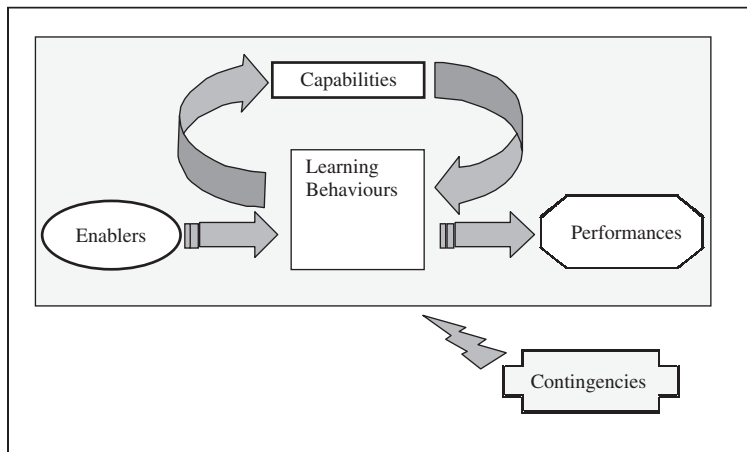 Capabilities
Learning
Behaviours
Enablers
Performances
Contingencies